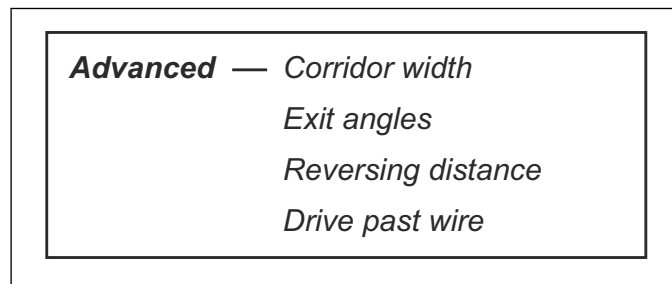 Advanced — Corridor width
Exit angles
Reversing distance
Drive past wire